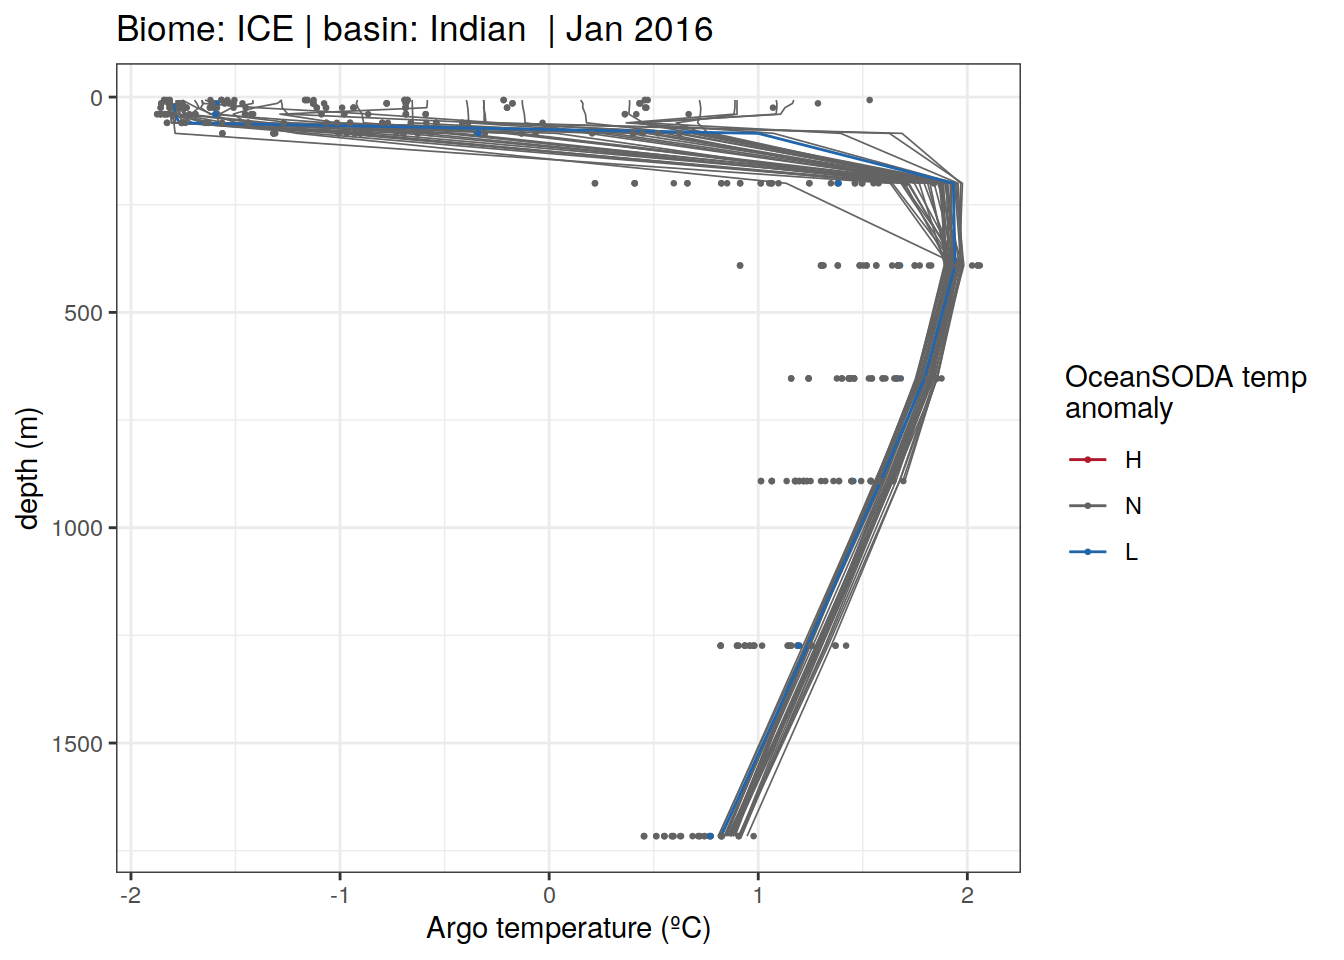 Biome: ICE | basin: Indian  | Jan 2016
0
500
1000
1500
depth (m)
-2
-1
0
1
2
Argo temperature (ºC)
OceanSODA temp
anomaly
H
N
L